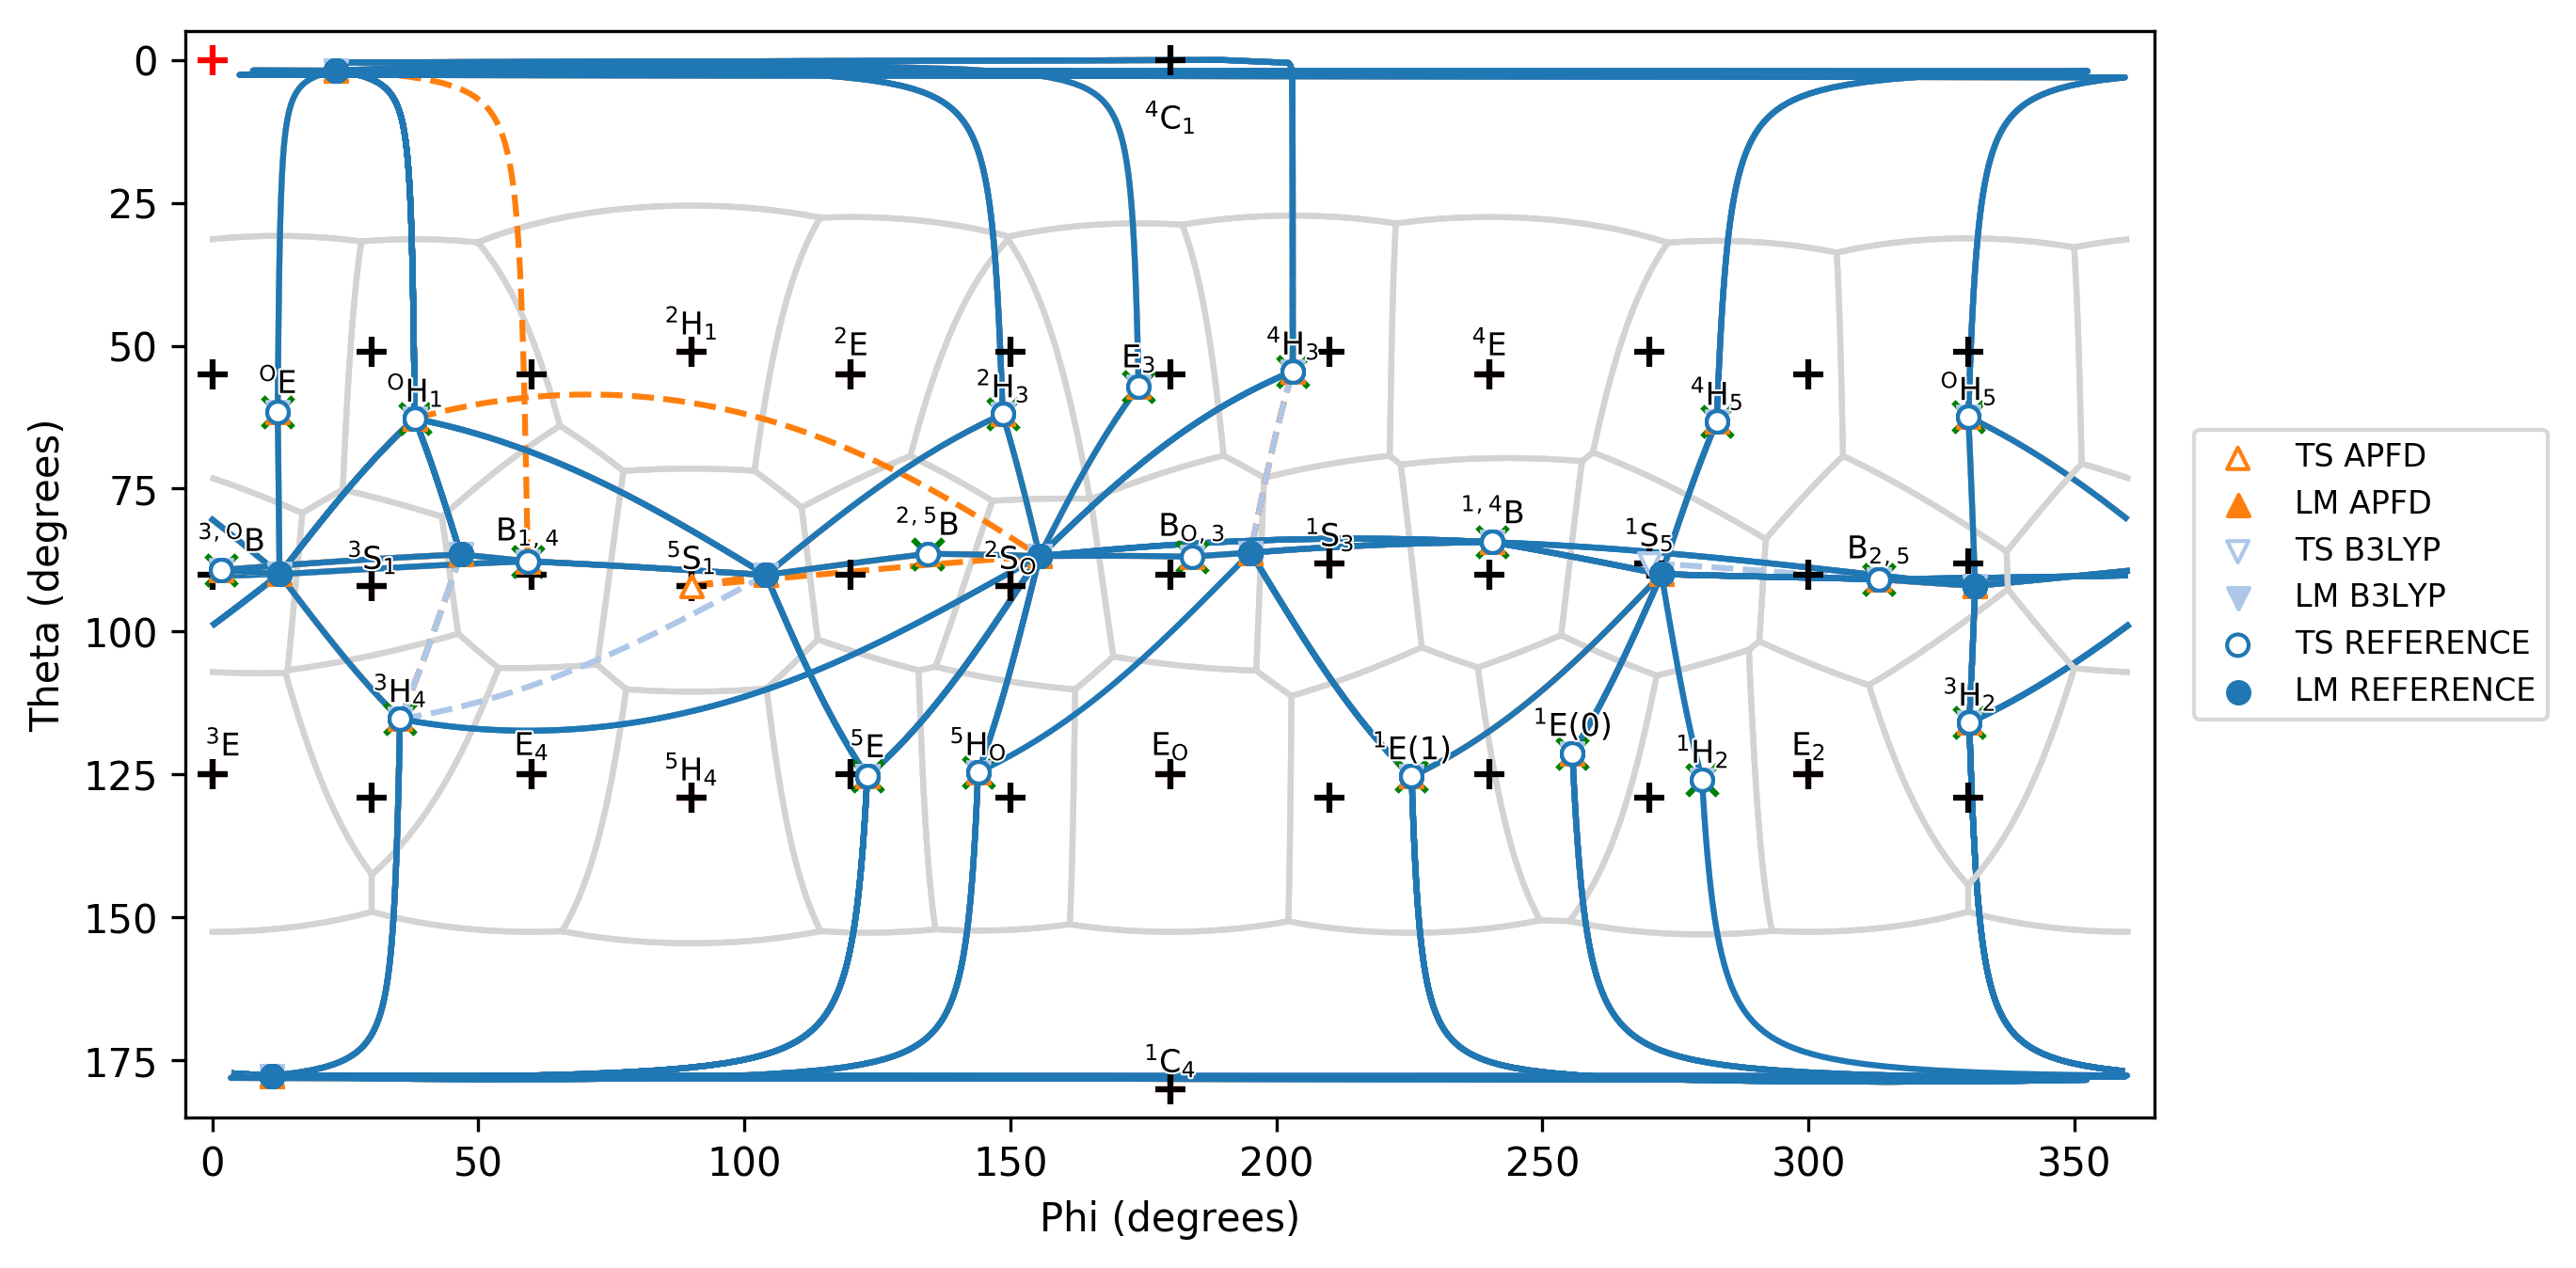 0
25
50
75
100
125
150
175
Theta (degrees)
⁴C₁
²H₁
²E
⁴E
ᴼE
ᴼH₁
²H₃
E₃
⁴H₃
⁴H₅
ᴼH₅
³,ᴼB
³S₁
B₁,₄
⁵S₁
²,⁵B
²Sₒ
Bₒ,₃
¹S₃
¹,⁴B
¹S₅
B₂,₅
³H₄
³H₂
³E
E₄
⁵H₄
⁵E
⁵Hₒ
Eₒ
¹E(1)
¹E(0)
¹H₂
E₂
¹C₄
0 50 100 150 200 250 300 350
Phi (degrees)
TS APFD
LM APFD
TS B3LYP
LM B3LYP
TS REFERENCE
LM REFERENCE